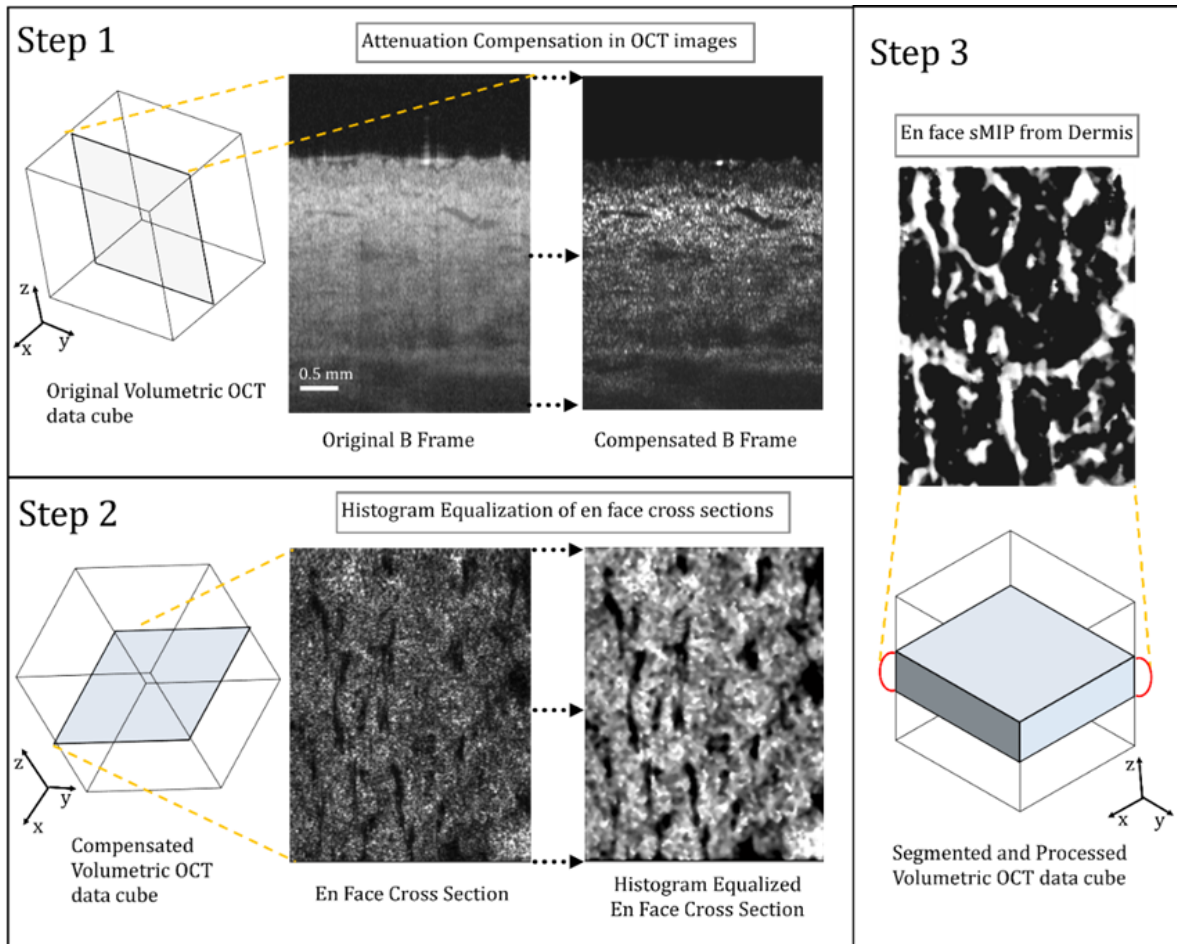 Step 1
Attenuation Compensation in OCT images
z
x
y
Original Volumetric OCT
data cube
0.5 mm
Original B Frame
Compensated B Frame
Step 2
Histogram Equalization of en face cross sections
z
y
x
Compensated
Volumetric OCT
data cube
En Face Cross Section
Histogram Equalized
En Face Cross Section
Step 3
En face sMIP from Dermis
z
x
y
Segmented and Processed
Volumetric OCT data cube